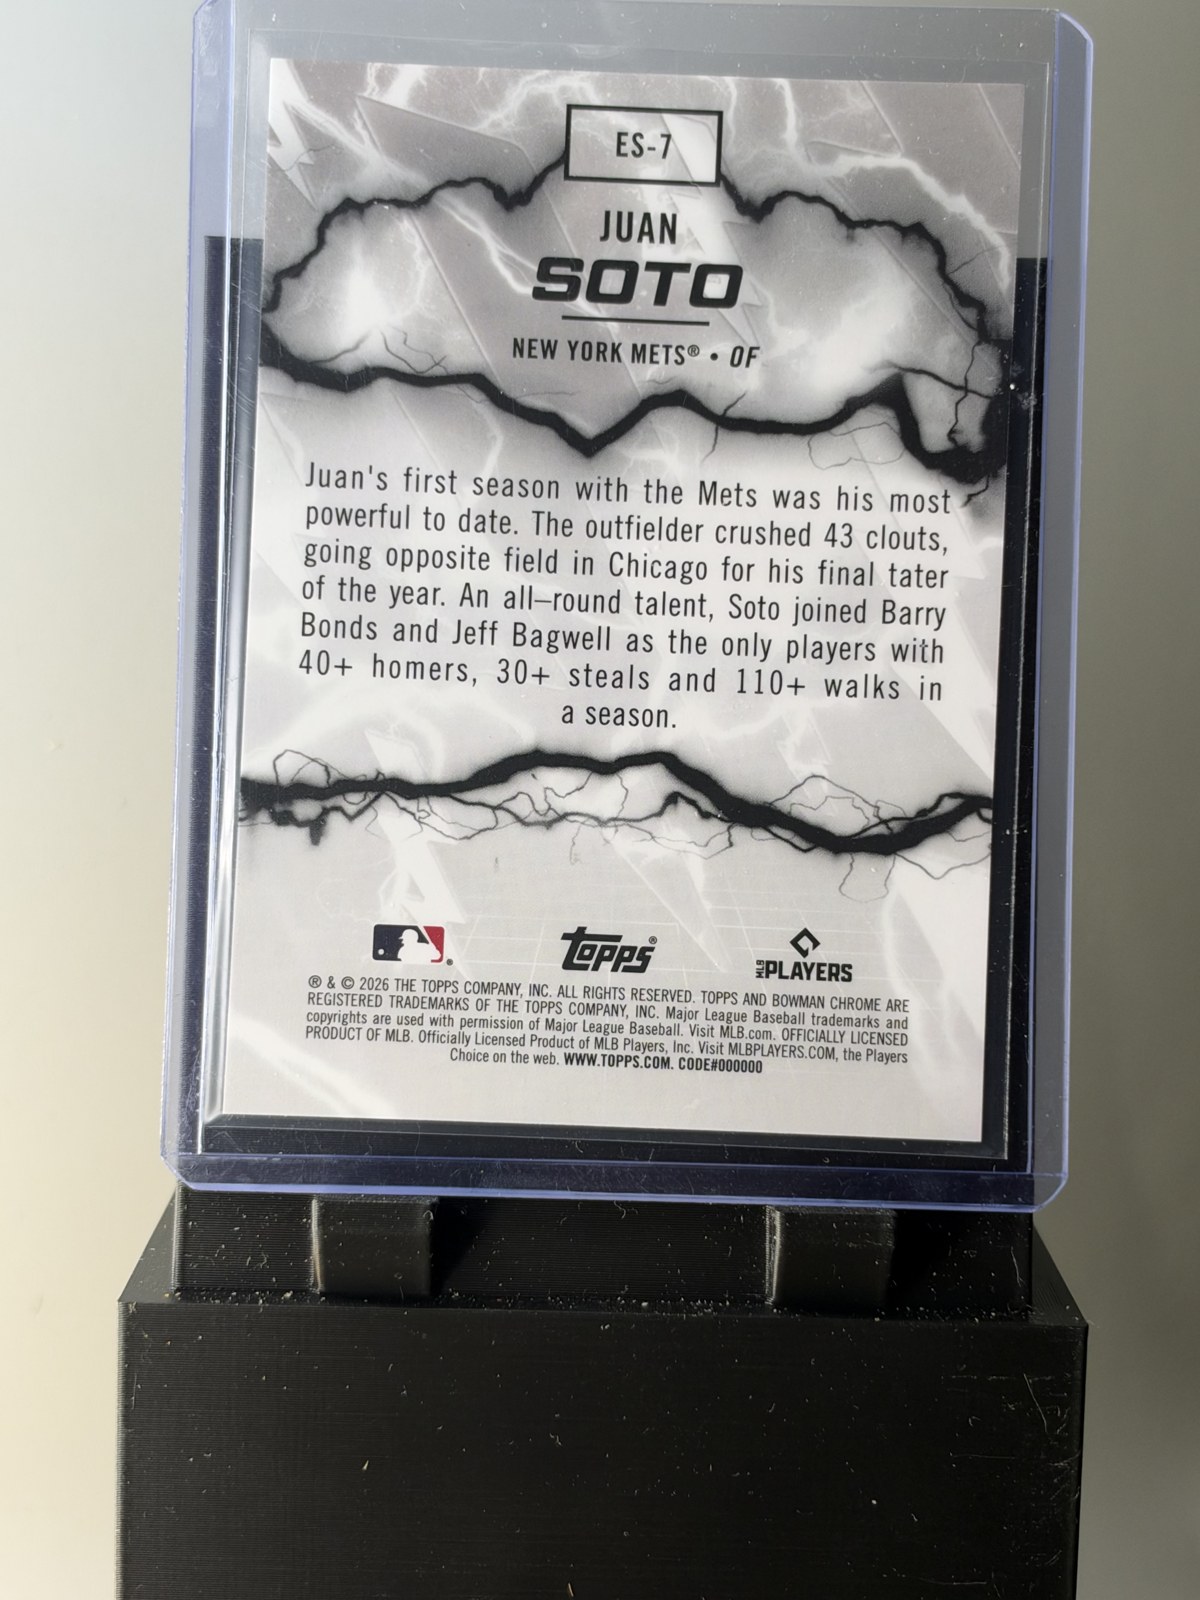 ES-7
JUAN
SOTO
NEW YORK METS® • OF
Juan's first season with the Mets was his most
powerful to date. The outfielder crushed 43 clouts,
going opposite field in Chicago for his final tater
of the year. An all–round talent, Soto joined Barry
Bonds and Jeff Bagwell as the only players with
40+ homers, 30+ steals and 110+ walks in
a season.
topps®
MLB PLAYERS
® & © 2026 THE TOPPS COMPANY, INC. ALL RIGHTS RESERVED. TOPPS AND BOWMAN CHROME ARE
REGISTERED TRADEMARKS OF THE TOPPS COMPANY, INC. Major League Baseball trademarks and
copyrights are used with permission of Major League Baseball. Visit MLB.com. OFFICIALLY LICENSED
PRODUCT OF MLB. Officially Licensed Product of MLB Players, Inc. Visit MLBPLAYERS.COM, the Players
Choice on the web. WWW.TOPPS.COM. CODE#000000